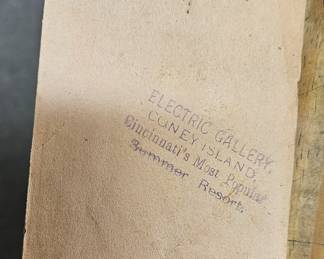 ELECTRIC GALLERY,
CONEY ISLAND,
Cincinnati's Most Popular
Summer Resort.